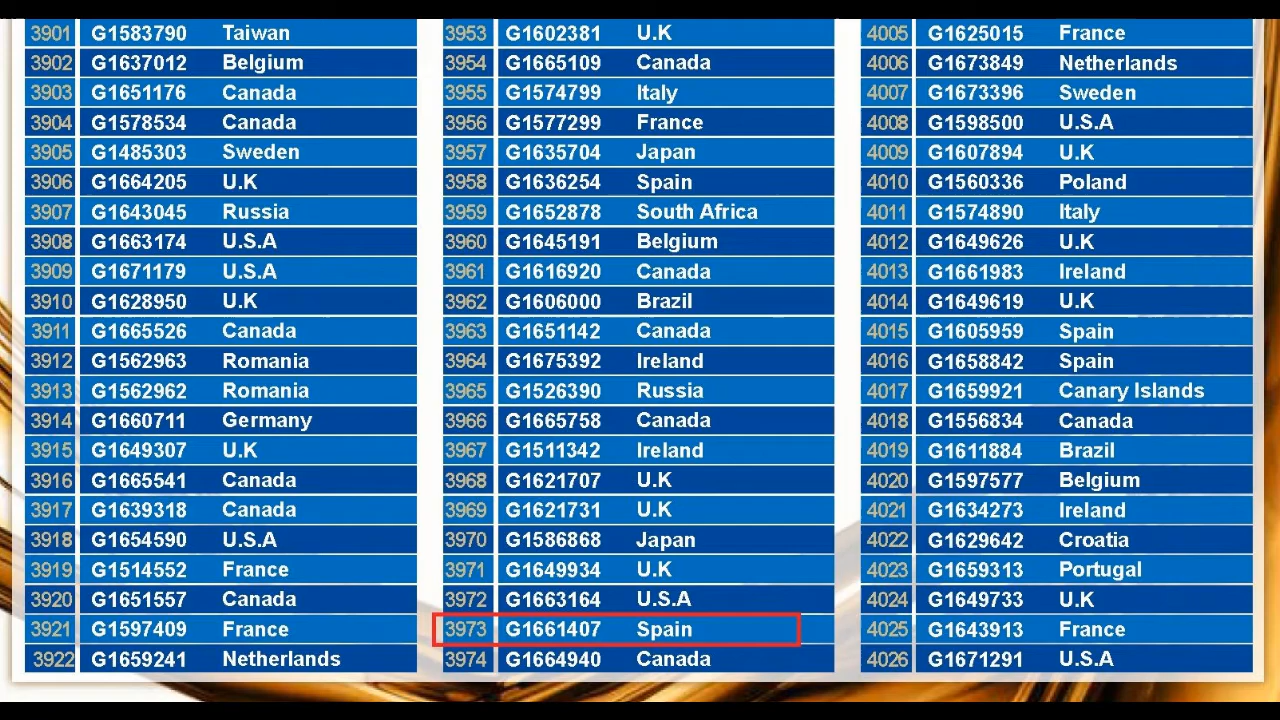 3901 G1583790 Taiwan
3902 G1637012 Belgium
3903 G1651176 Canada
3904 G1578534 Canada
3905 G1485303 Sweden
3906 G1664205 U.K
3907 G1643045 Russia
3908 G1663174 U.S.A
3909 G1671179 U.S.A
3910 G1628950 U.K
3911 G1665526 Canada
3912 G1562963 Romania
3913 G1562962 Romania
3914 G1660711 Germany
3915 G1649307 U.K
3916 G1665541 Canada
3917 G1639318 Canada
3918 G1654590 U.S.A
3919 G1514552 France
3920 G1651557 Canada
3921 G1597409 France
3922 G1659241 Netherlands
3953 G1602381 U.K
3954 G1665109 Canada
3955 G1574799 Italy
3956 G1577299 France
3957 G1635704 Japan
3958 G1636254 Spain
3959 G1652878 South Africa
3960 G1645191 Belgium
3961 G1616920 Canada
3962 G1606000 Brazil
3963 G1651142 Canada
3964 G1675392 Ireland
3965 G1526390 Russia
3966 G1665758 Canada
3967 G1511342 Ireland
3968 G1621707 U.K
3969 G1621731 U.K
3970 G1586868 Japan
3971 G1649934 U.K
3972 G1663164 U.S.A
3973 G1661407 Spain
3974 G1664940 Canada
4005 G1625015 France
4006 G1673849 Netherlands
4007 G1673396 Sweden
4008 G1598500 U.S.A
4009 G1607894 U.K
4010 G1560336 Poland
4011 G1574890 Italy
4012 G1649626 U.K
4013 G1661983 Ireland
4014 G1649619 U.K
4015 G1605959 Spain
4016 G1658842 Spain
4017 G1659921 Canary Islands
4018 G1556834 Canada
4019 G1611884 Brazil
4020 G1597577 Belgium
4021 G1634273 Ireland
4022 G1629642 Croatia
4023 G1659313 Portugal
4024 G1649733 U.K
4025 G1643913 France
4026 G1671291 U.S.A